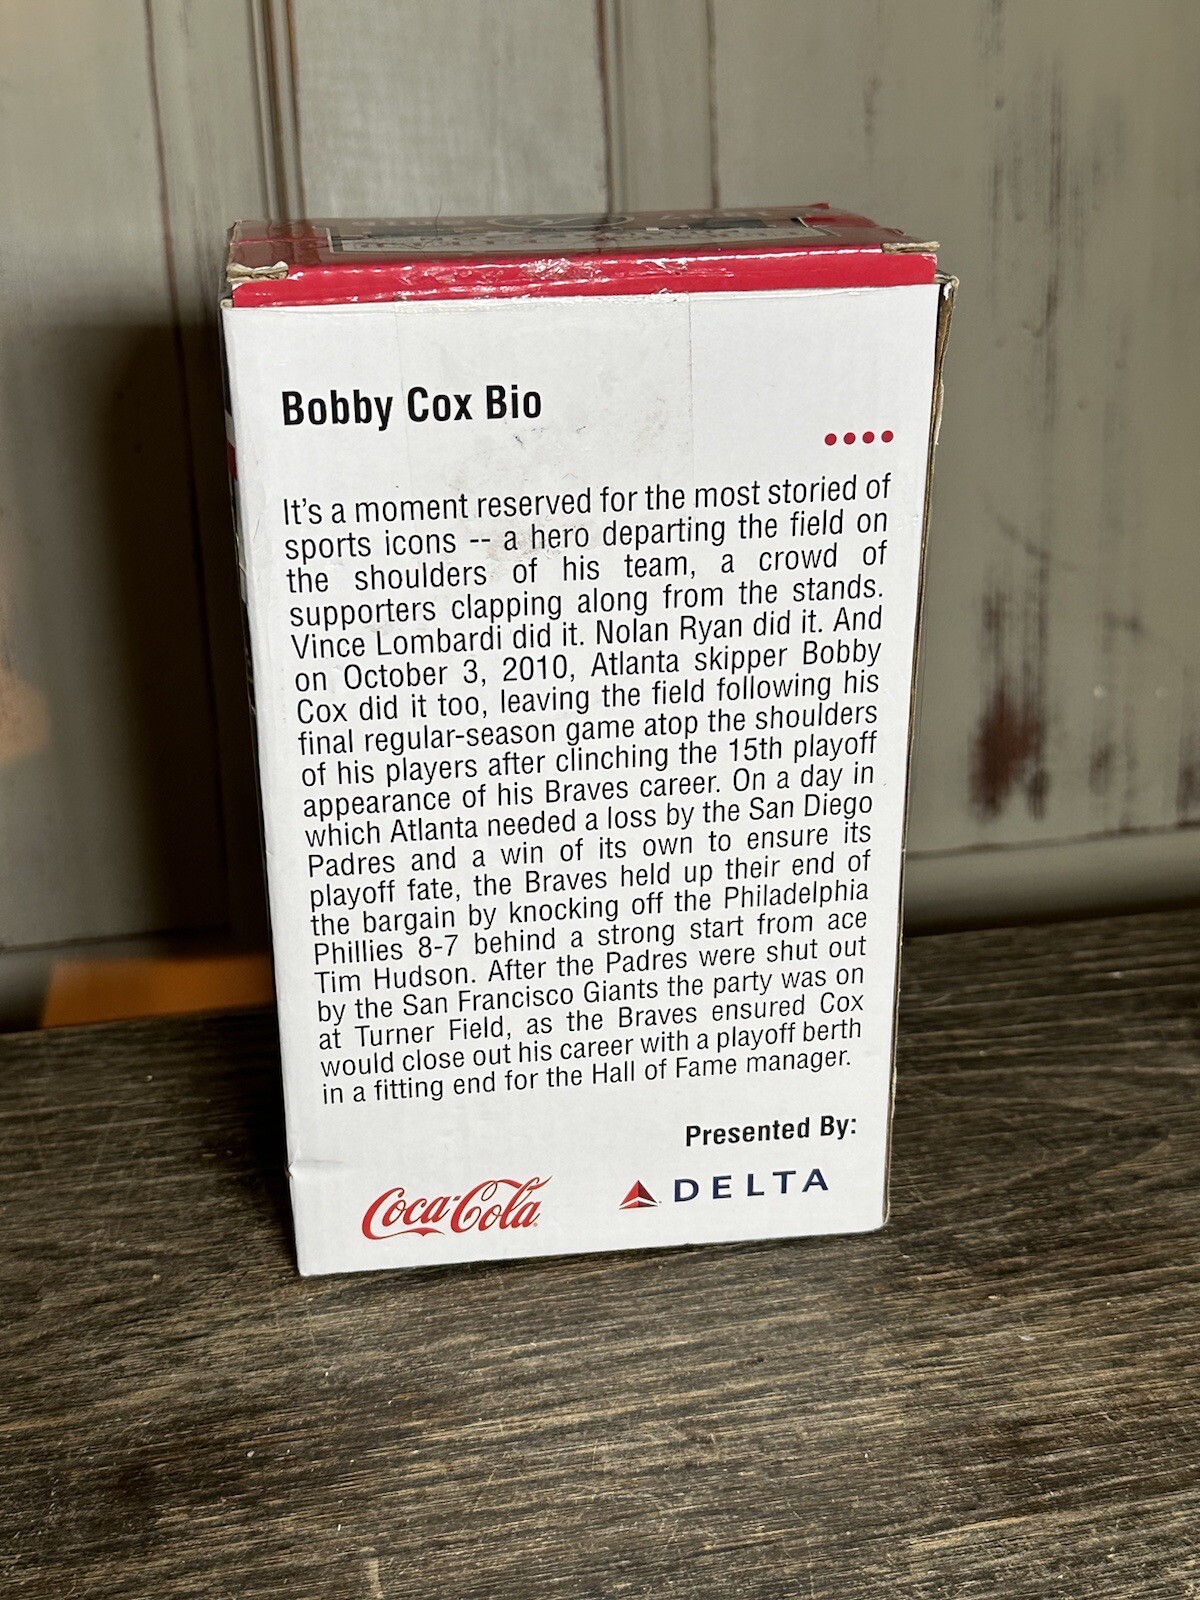 Bobby Cox Bio
It's a moment reserved for the most storied of
sports icons -- a hero departing the field on
the shoulders of his team, a crowd of
supporters clapping along from the stands.
Vince Lombardi did it. Nolan Ryan did it. And
on October 3, 2010, Atlanta skipper Bobby
Cox did it too, leaving the field following his
final regular-season game atop the shoulders
of his players after clinching the 15th playoff
appearance of his Braves career. On a day in
which Atlanta needed a loss by the San Diego
Padres and a win of its own to ensure its
playoff fate, the Braves held up their end of
the bargain by knocking off the Philadelphia
Phillies 8-7 behind a strong start from ace
Tim Hudson. After the Padres were shut out
by the San Francisco Giants the party was on
at Turner Field, as the Braves ensured Cox
would close out his career with a playoff berth
in a fitting end for the Hall of Fame manager.
Presented By:
Coca-Cola DELTA